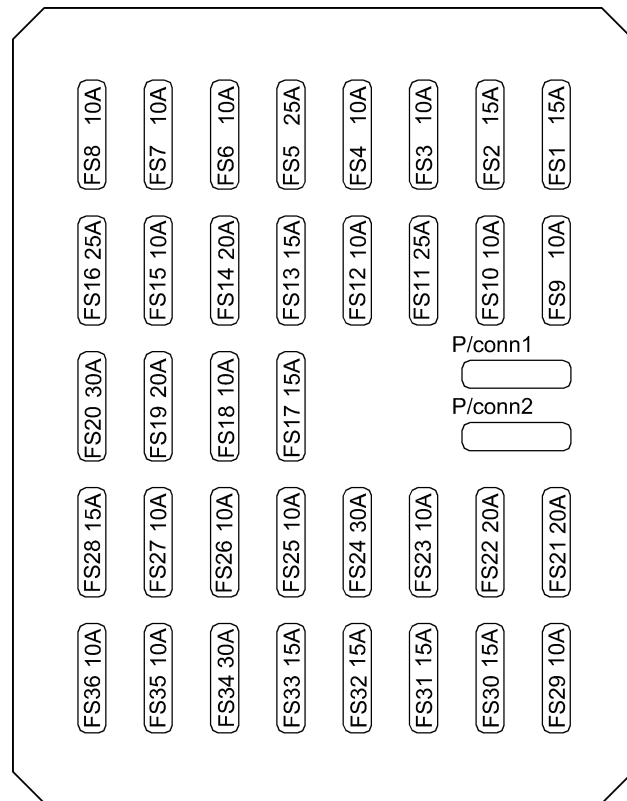 FS8 10A
FS7 10A
FS6 10A
FS5 25A
FS4 10A
FS3 10A
FS2 15A
FS1 15A
FS16 25A
FS15 10A
FS14 20A
FS13 15A
FS12 10A
FS11 25A
FS10 10A
FS9 10A
P/conn1
P/conn2
FS20 30A
FS19 20A
FS18 10A
FS17 15A
FS28 15A
FS27 10A
FS26 10A
FS25 10A
FS24 30A
FS23 10A
FS22 20A
FS21 20A
FS36 10A
FS35 10A
FS34 30A
FS33 15A
FS32 15A
FS31 15A
FS30 15A
FS29 10A